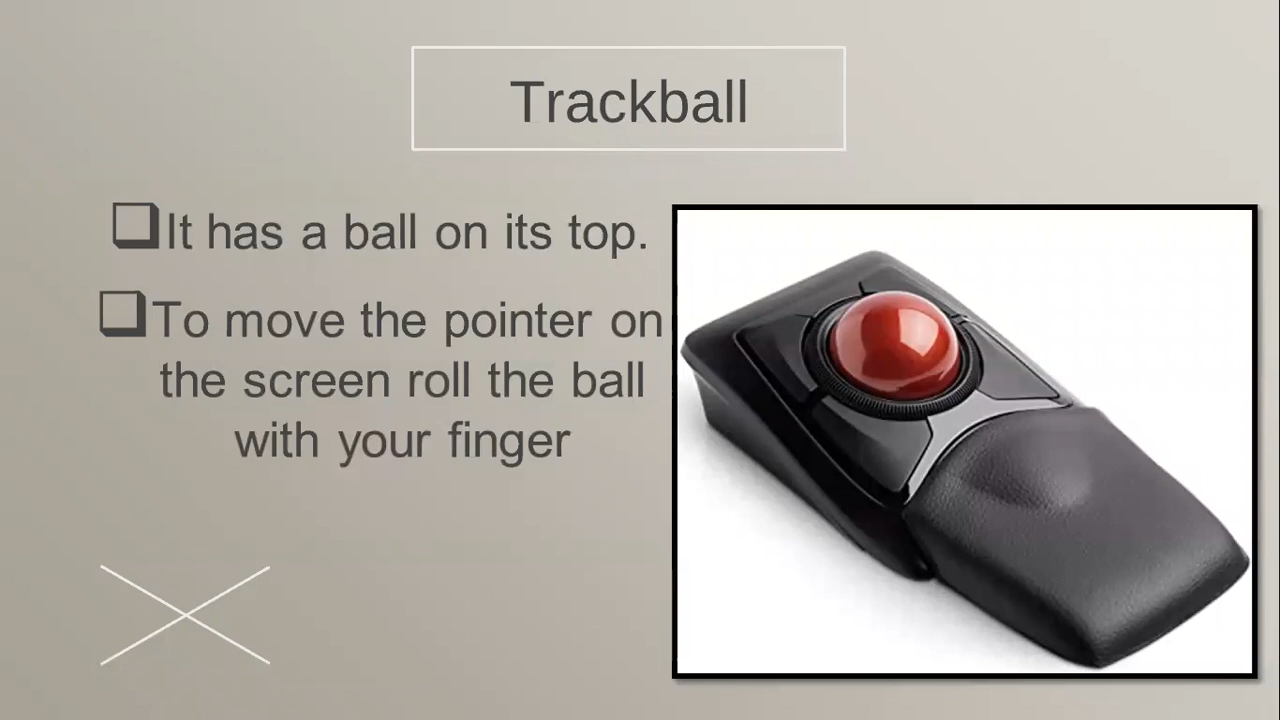 Trackball
❑It has a ball on its top.
❑To move the pointer on
the screen roll the ball
with your finger